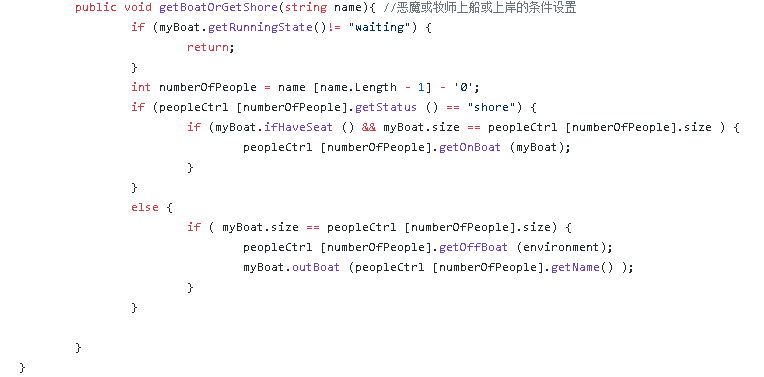 public void getBoatOrGetShore(string name){ //恶魔或牧师上船或上岸的条件设置
if (myBoat.getRunningState()!= "waiting") {
return;
}
int numberOfPeople = name [name.Length - 1] - '0';
if (peopleCtrl [numberOfPeople].getStatus () == "shore") {
if (myBoat.ifHaveSeat () && myBoat.size == peopleCtrl [numberOfPeople].size ) {
peopleCtrl [numberOfPeople].getOnBoat (myBoat);
}
}
else {
if ( myBoat.size == peopleCtrl [numberOfPeople].size) {
peopleCtrl [numberOfPeople].getOffBoat (environment);
myBoat.outBoat (peopleCtrl [numberOfPeople].getName() );
}
}
}
}